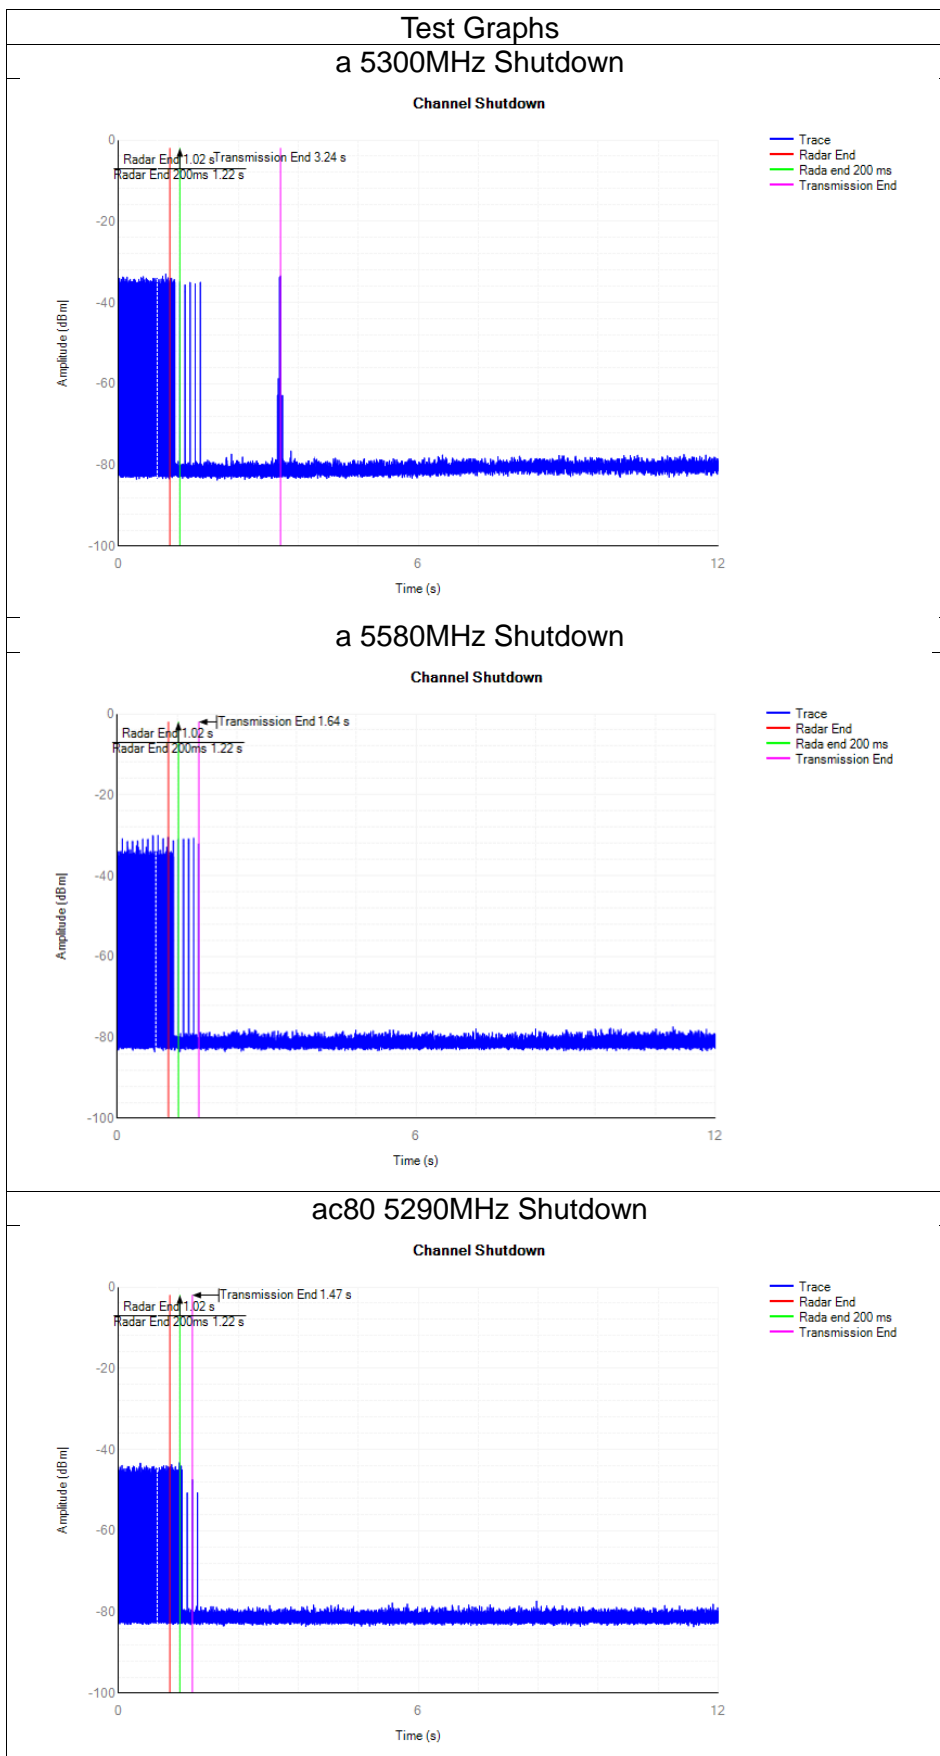 Test Graphs
a 5300MHz Shutdown
Channel Shutdown
0
Radar End 1.02 s
Transmission End 3.24 s
Radar End 200ms 1.22 s
Trace
Radar End
Rada end 200 ms
Transmission End
-20
-40
Amplitude [dBm]
-60
-80
-100
0
6
12
Time (s)
a 5580MHz Shutdown
Channel Shutdown
0
Transmission End 1.64 s
Radar End 1.02 s
Radar End 200ms 1.22 s
Trace
Radar End
Rada end 200 ms
Transmission End
-20
-40
Amplitude [dBm]
-60
-80
-100
0
6
12
Time (s)
ac80 5290MHz Shutdown
Channel Shutdown
0
Transmission End 1.47 s
Radar End 1.02 s
Radar End 200ms 1.22 s
Trace
Radar End
Rada end 200 ms
Transmission End
-20
-40
Amplitude [dBm]
-60
-80
-100
0
6
12
Time (s)